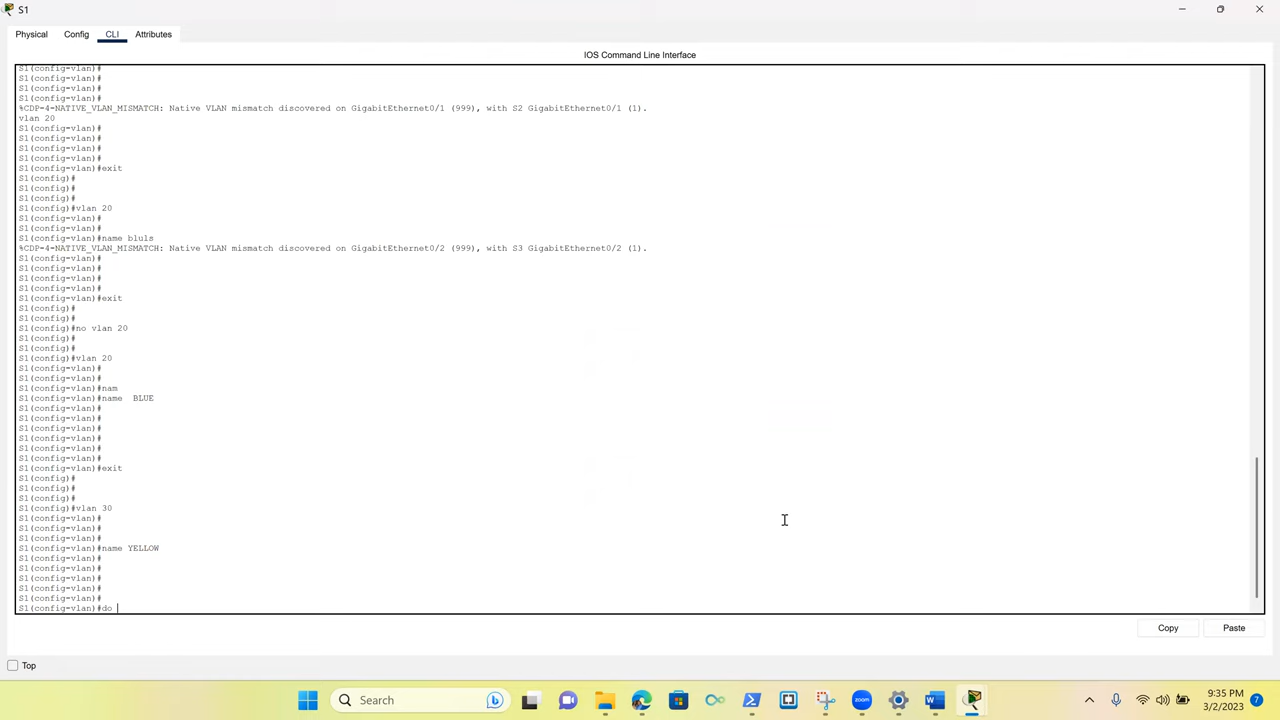 S1
Physical Config CLI Attributes
IOS Command Line Interface
S1(config-vlan)#
S1(config-vlan)#
S1(config-vlan)#
S1(config-vlan)#
%CDP-4-NATIVE_VLAN_MISMATCH: Native VLAN mismatch discovered on GigabitEthernet0/1 (999), with S2 GigabitEthernet0/1 (1).
vlan 20
S1(config-vlan)#
S1(config-vlan)#
S1(config-vlan)#
S1(config-vlan)#
S1(config-vlan)#exit
S1(config)#
S1(config)#
S1(config)#
S1(config)#vlan 20
S1(config-vlan)#
S1(config-vlan)#
S1(config-vlan)#name bluls
%CDP-4-NATIVE_VLAN_MISMATCH: Native VLAN mismatch discovered on GigabitEthernet0/2 (999), with S3 GigabitEthernet0/2 (1).
S1(config-vlan)#
S1(config-vlan)#
S1(config-vlan)#
S1(config-vlan)#
S1(config-vlan)#exit
S1(config)#
S1(config)#
S1(config)#no vlan 20
S1(config)#
S1(config)#
S1(config)#vlan 20
S1(config-vlan)#
S1(config-vlan)#
S1(config-vlan)#nam
S1(config-vlan)#name  BLUE
S1(config-vlan)#
S1(config-vlan)#
S1(config-vlan)#
S1(config-vlan)#
S1(config-vlan)#
S1(config-vlan)#
S1(config-vlan)#exit
S1(config)#
S1(config)#
S1(config)#
S1(config)#vlan 30
S1(config-vlan)#
S1(config-vlan)#
S1(config-vlan)#
S1(config-vlan)#name YELLOW
S1(config-vlan)#
S1(config-vlan)#
S1(config-vlan)#
S1(config-vlan)#
S1(config-vlan)#
S1(config-vlan)#do
Copy Paste
Top
Search
zoom
9:35 PM
3/2/2023
7